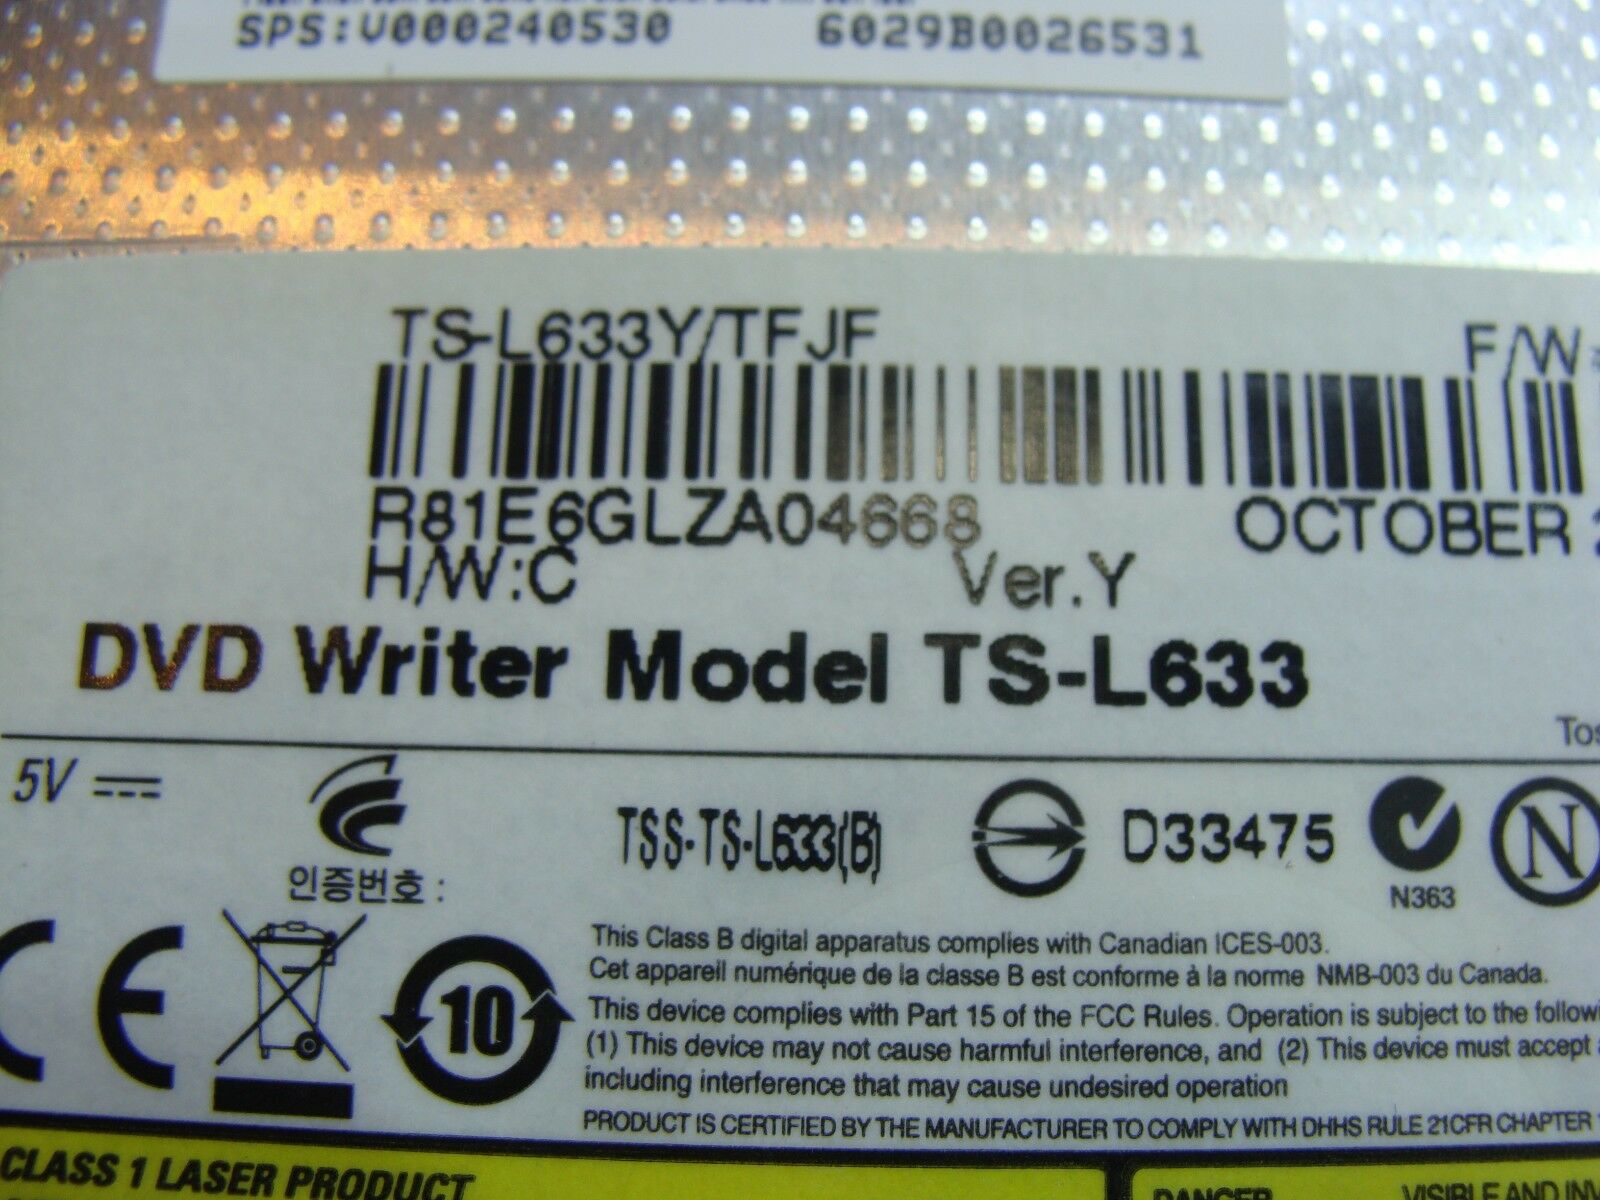 SPS:V000240530 6029B0026531
TS-L633Y/TFJF F/W
R81E6GLZA04668 OCTOBER
H/W:C Ver.Y
DVD Writer Model TS-L633
5V
TSS-TS-L633(B) D33475
N
N363
인증번호 :
CE
10
This Class B digital apparatus complies with Canadian ICES-003.
Cet appareil numérique de la classe B est conforme à la norme NMB-003 du Canada.
This device complies with Part 15 of the FCC Rules. Operation is subject to the followi
(1) This device may not cause harmful interference, and (2) This device must accept
including interference that may cause undesired operation
PRODUCT IS CERTIFIED BY THE MANUFACTURER TO COMPLY WITH DHHS RULE 21CFR CHAPTER
CLASS 1 LASER PRODUCT
DANGER VISIBLE AND INV